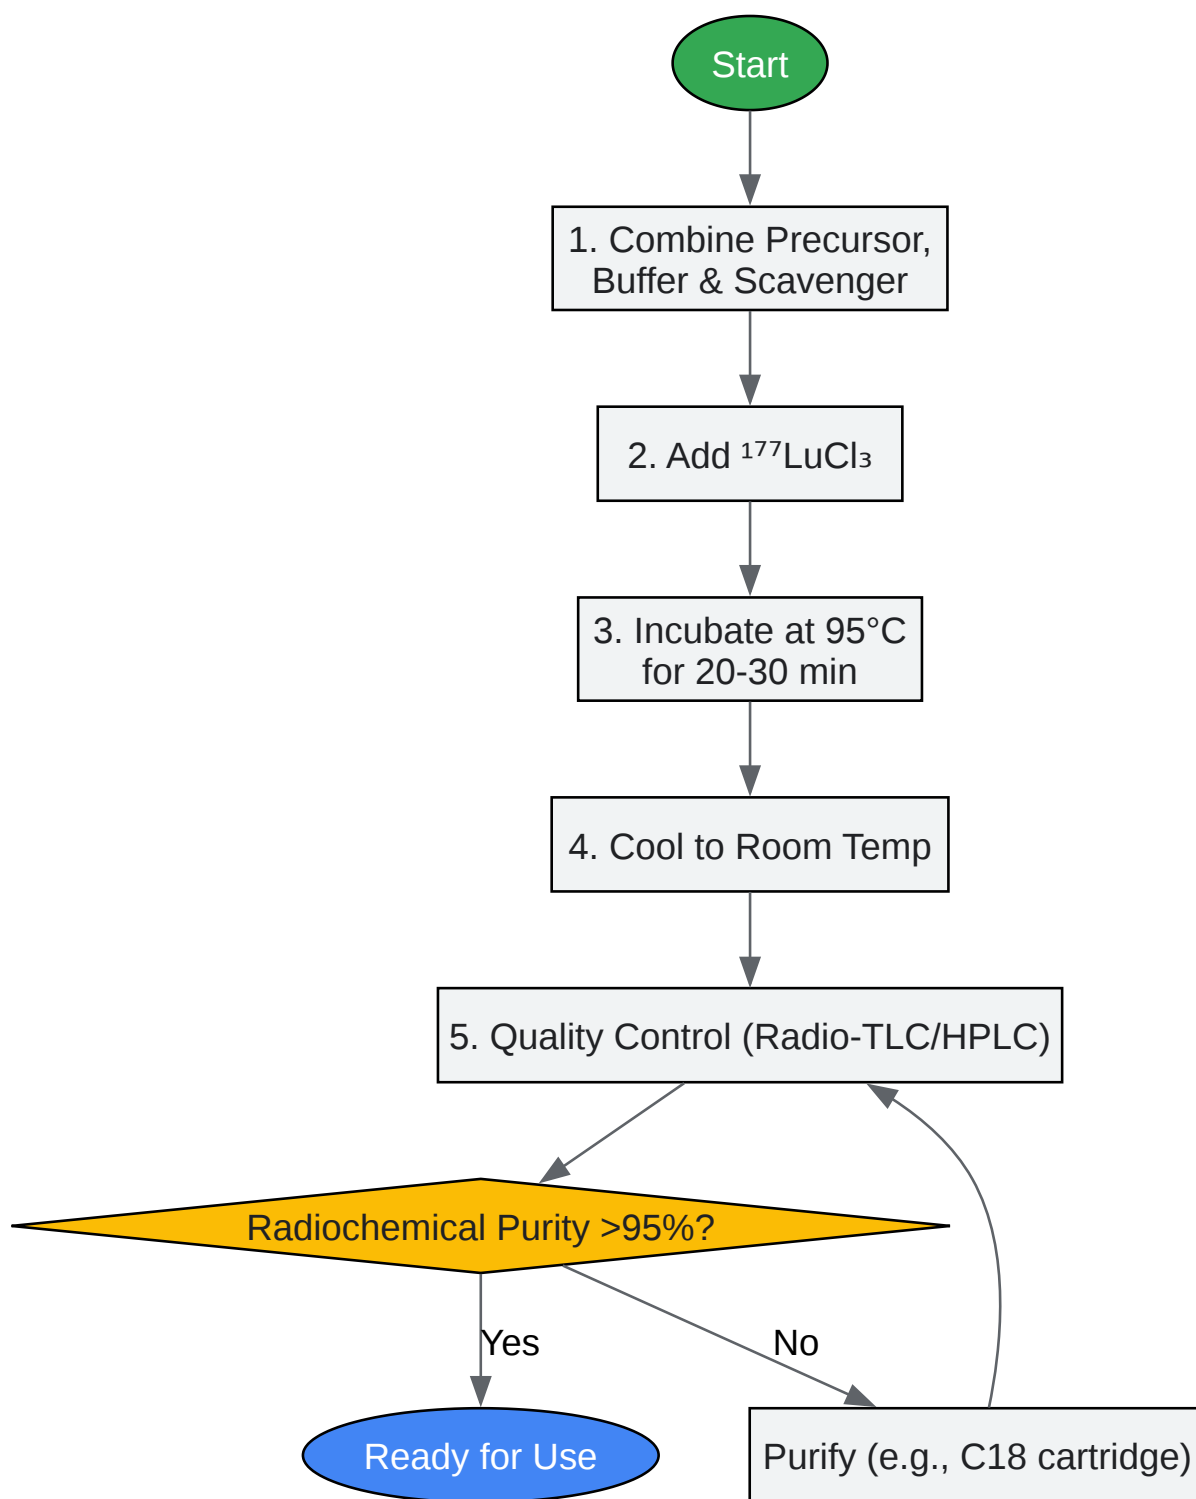 Start
1. Combine Precursor,
Buffer & Scavenger
2. Add ¹⁷⁷LuCl₃
3. Incubate at 95°C
for 20-30 min
4. Cool to Room Temp
5. Quality Control (Radio-TLC/HPLC)
Radiochemical Purity >95%?
Yes
No
Ready for Use
Purify (e.g., C18 cartridge)